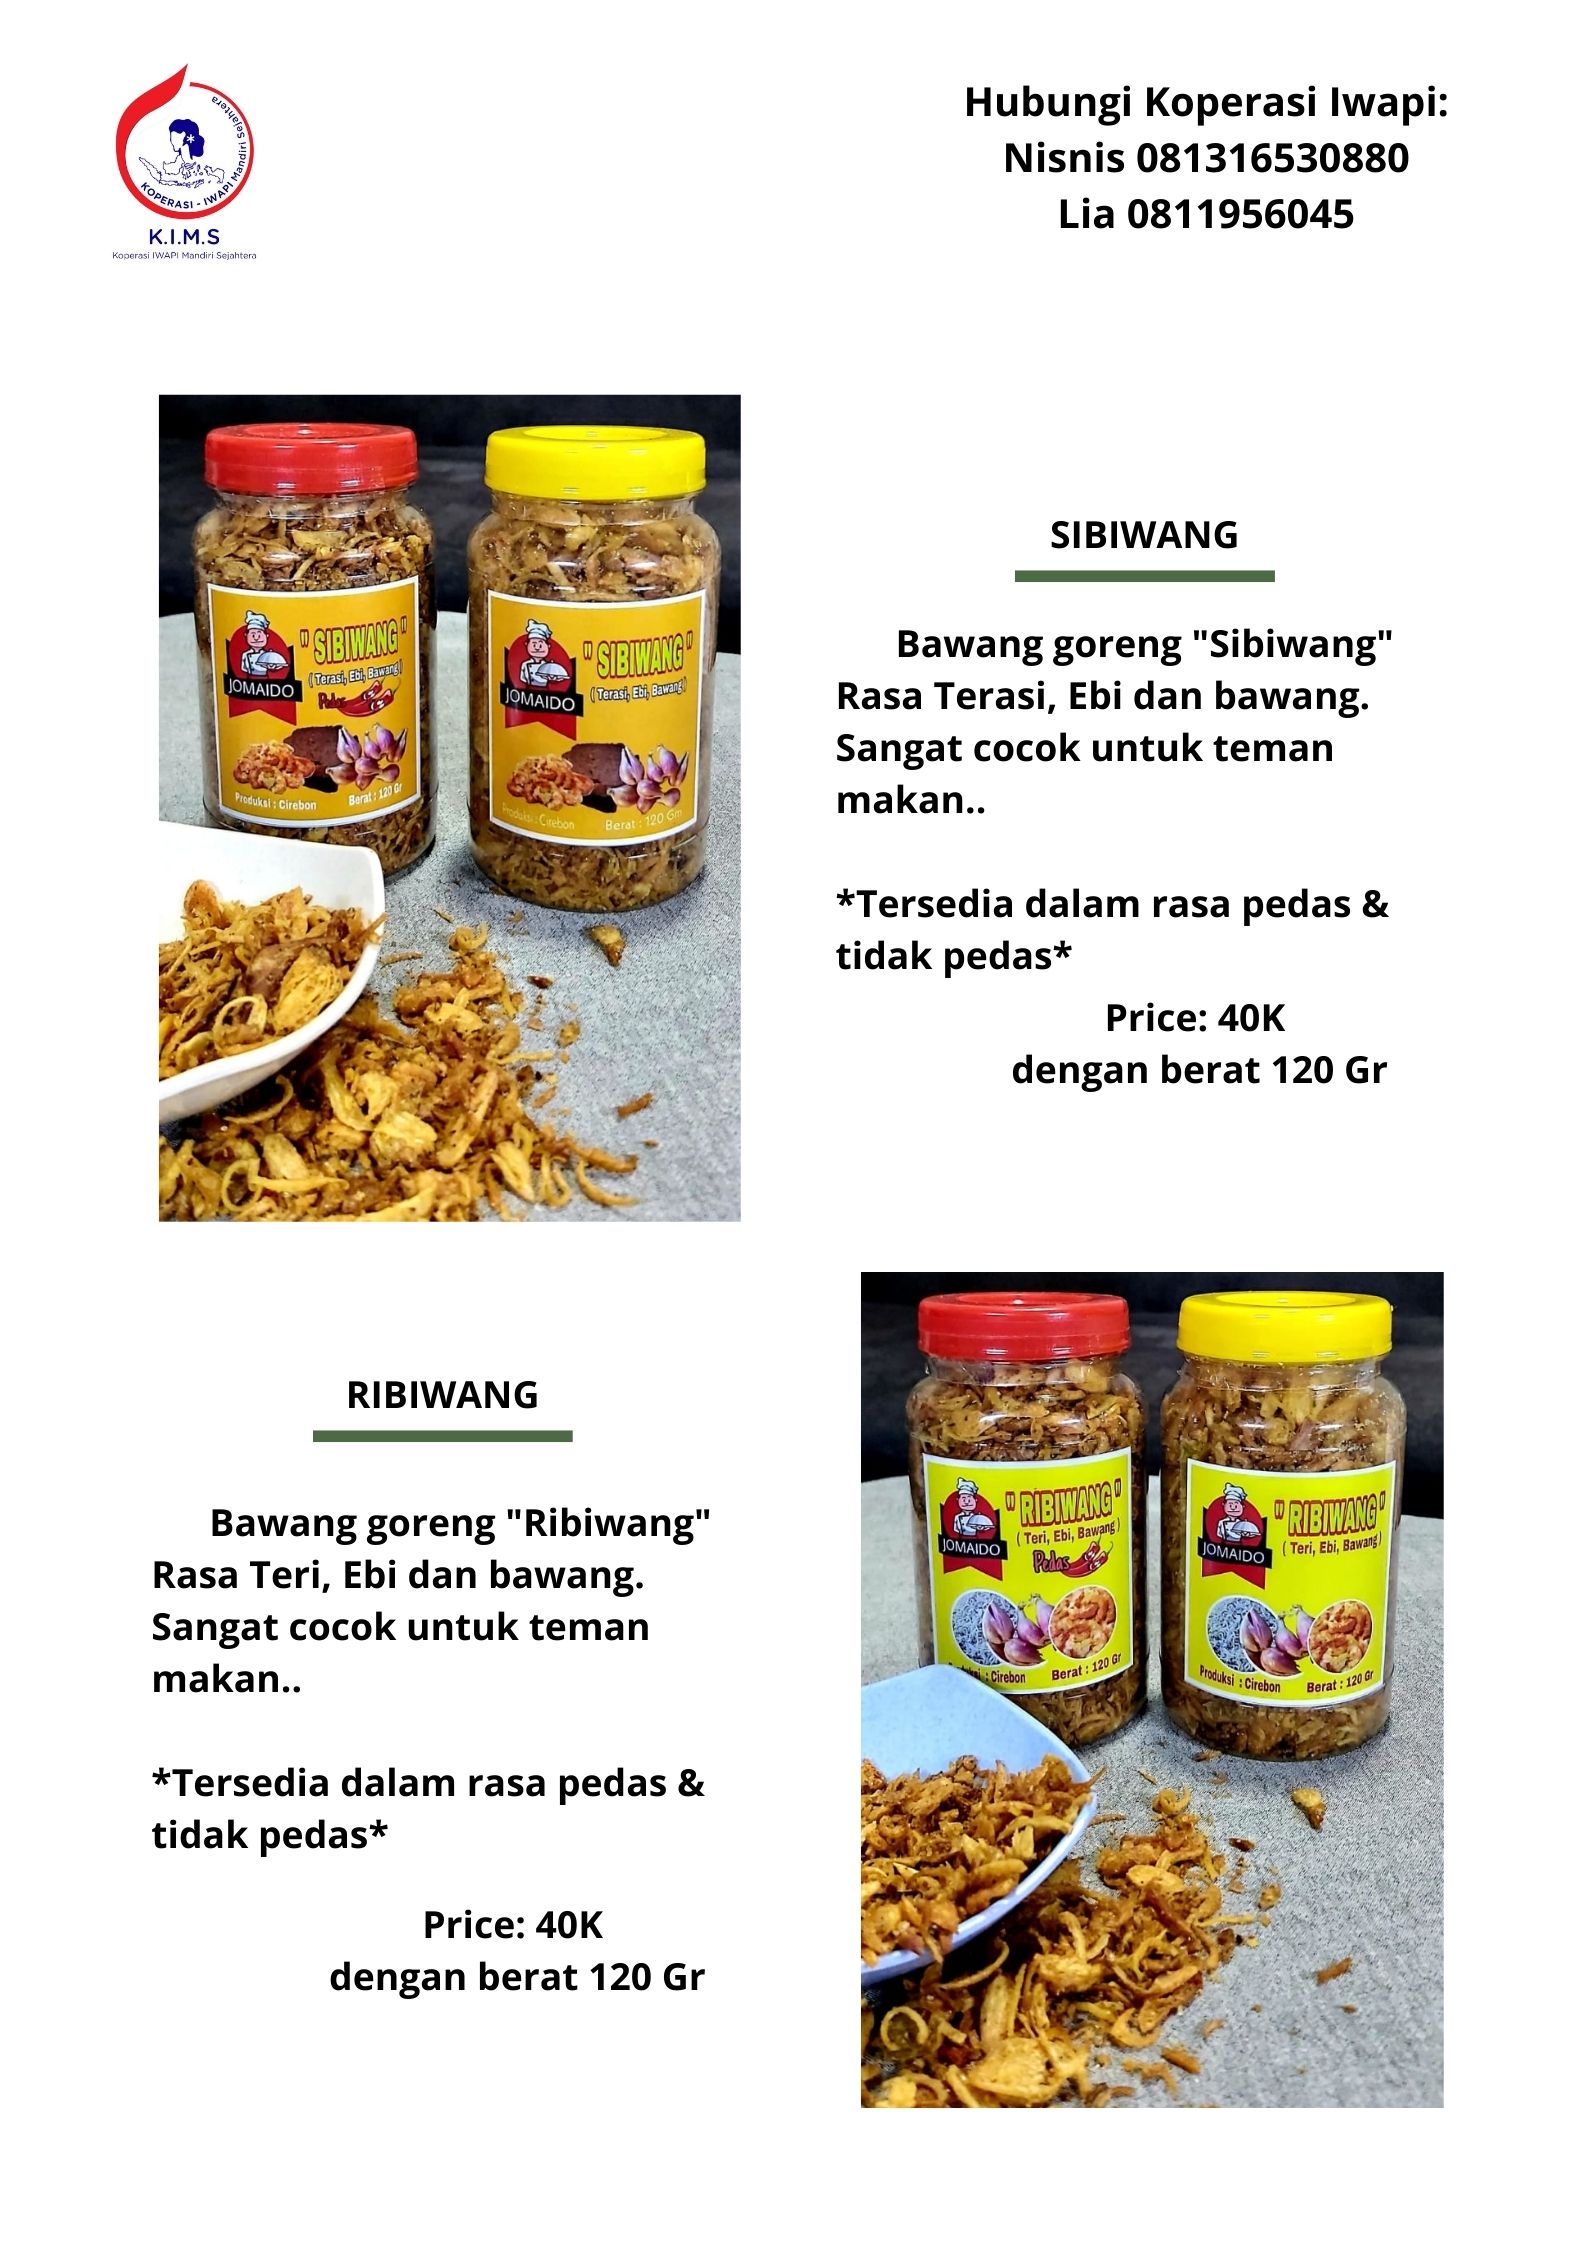 Sejahtera
Mandiri
KOPERASI - IWAPI
K.I.M.S
Koperasi IWAPI Mandiri Sejahtera
Hubungi Koperasi Iwapi:
Nisnis 081316530880
Lia 0811956045
JOMAIDO
" SIBIWANG "
( Terasi, Ebi, Bawang )
Pedas
Produksi : Cirebon
Berat : 120 Gr
JOMAIDO
" SIBIWANG "
( Terasi, Ebi, Bawang )
Produksi : Cirebon
Berat : 120 Gm
SIBIWANG
Bawang goreng "Sibiwang"
Rasa Terasi, Ebi dan bawang.
Sangat cocok untuk teman
makan..
*Tersedia dalam rasa pedas &
tidak pedas*
Price: 40K
dengan berat 120 Gr
RIBIWANG
Bawang goreng "Ribiwang"
Rasa Teri, Ebi dan bawang.
Sangat cocok untuk teman
makan..
*Tersedia dalam rasa pedas &
tidak pedas*
Price: 40K
dengan berat 120 Gr
JOMAIDO
" RIBIWANG "
( Teri, Ebi, Bawang )
Pedas
: Cirebon
Berat : 120 Gr
JOMAIDO
" RIBIWANG "
( Teri, Ebi, Bawang )
Produksi : Cirebon
Berat : 120 Gr